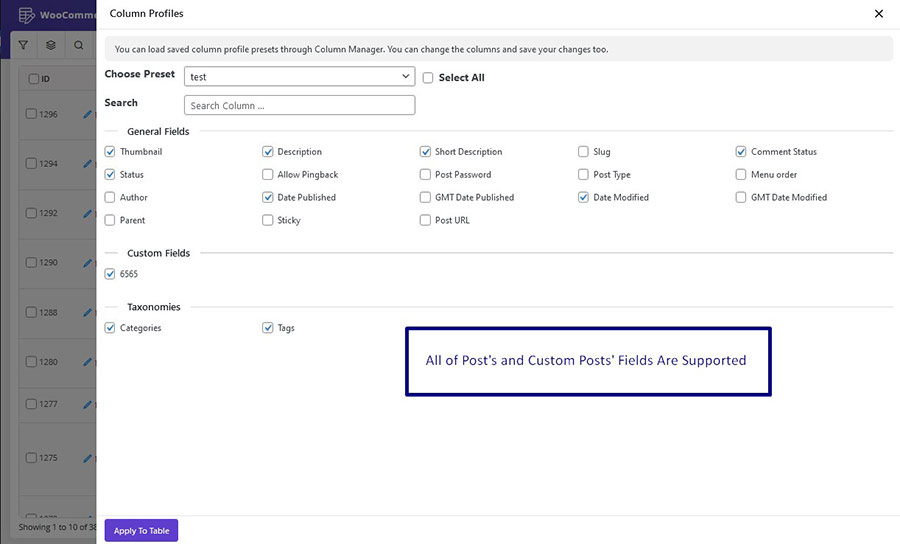 WooComme
Column Profiles
You can load saved column profile presets through Column Manager. You can change the columns and save your changes too.
Choose Preset test Select All
Search Search Column ...
General Fields
Thumbnail Description Short Description Slug Comment Status
Status Allow Pingback Post Password Post Type Menu order
Author Date Published GMT Date Published Date Modified GMT Date Modified
Parent Sticky Post URL
Custom Fields
6565
Taxonomies
Categories Tags
All of Post's and Custom Posts' Fields Are Supported
Apply To Table
ID
1296
1294
1292
1290
1288
1280
1277
1275
Showing 1 to 10 of 38